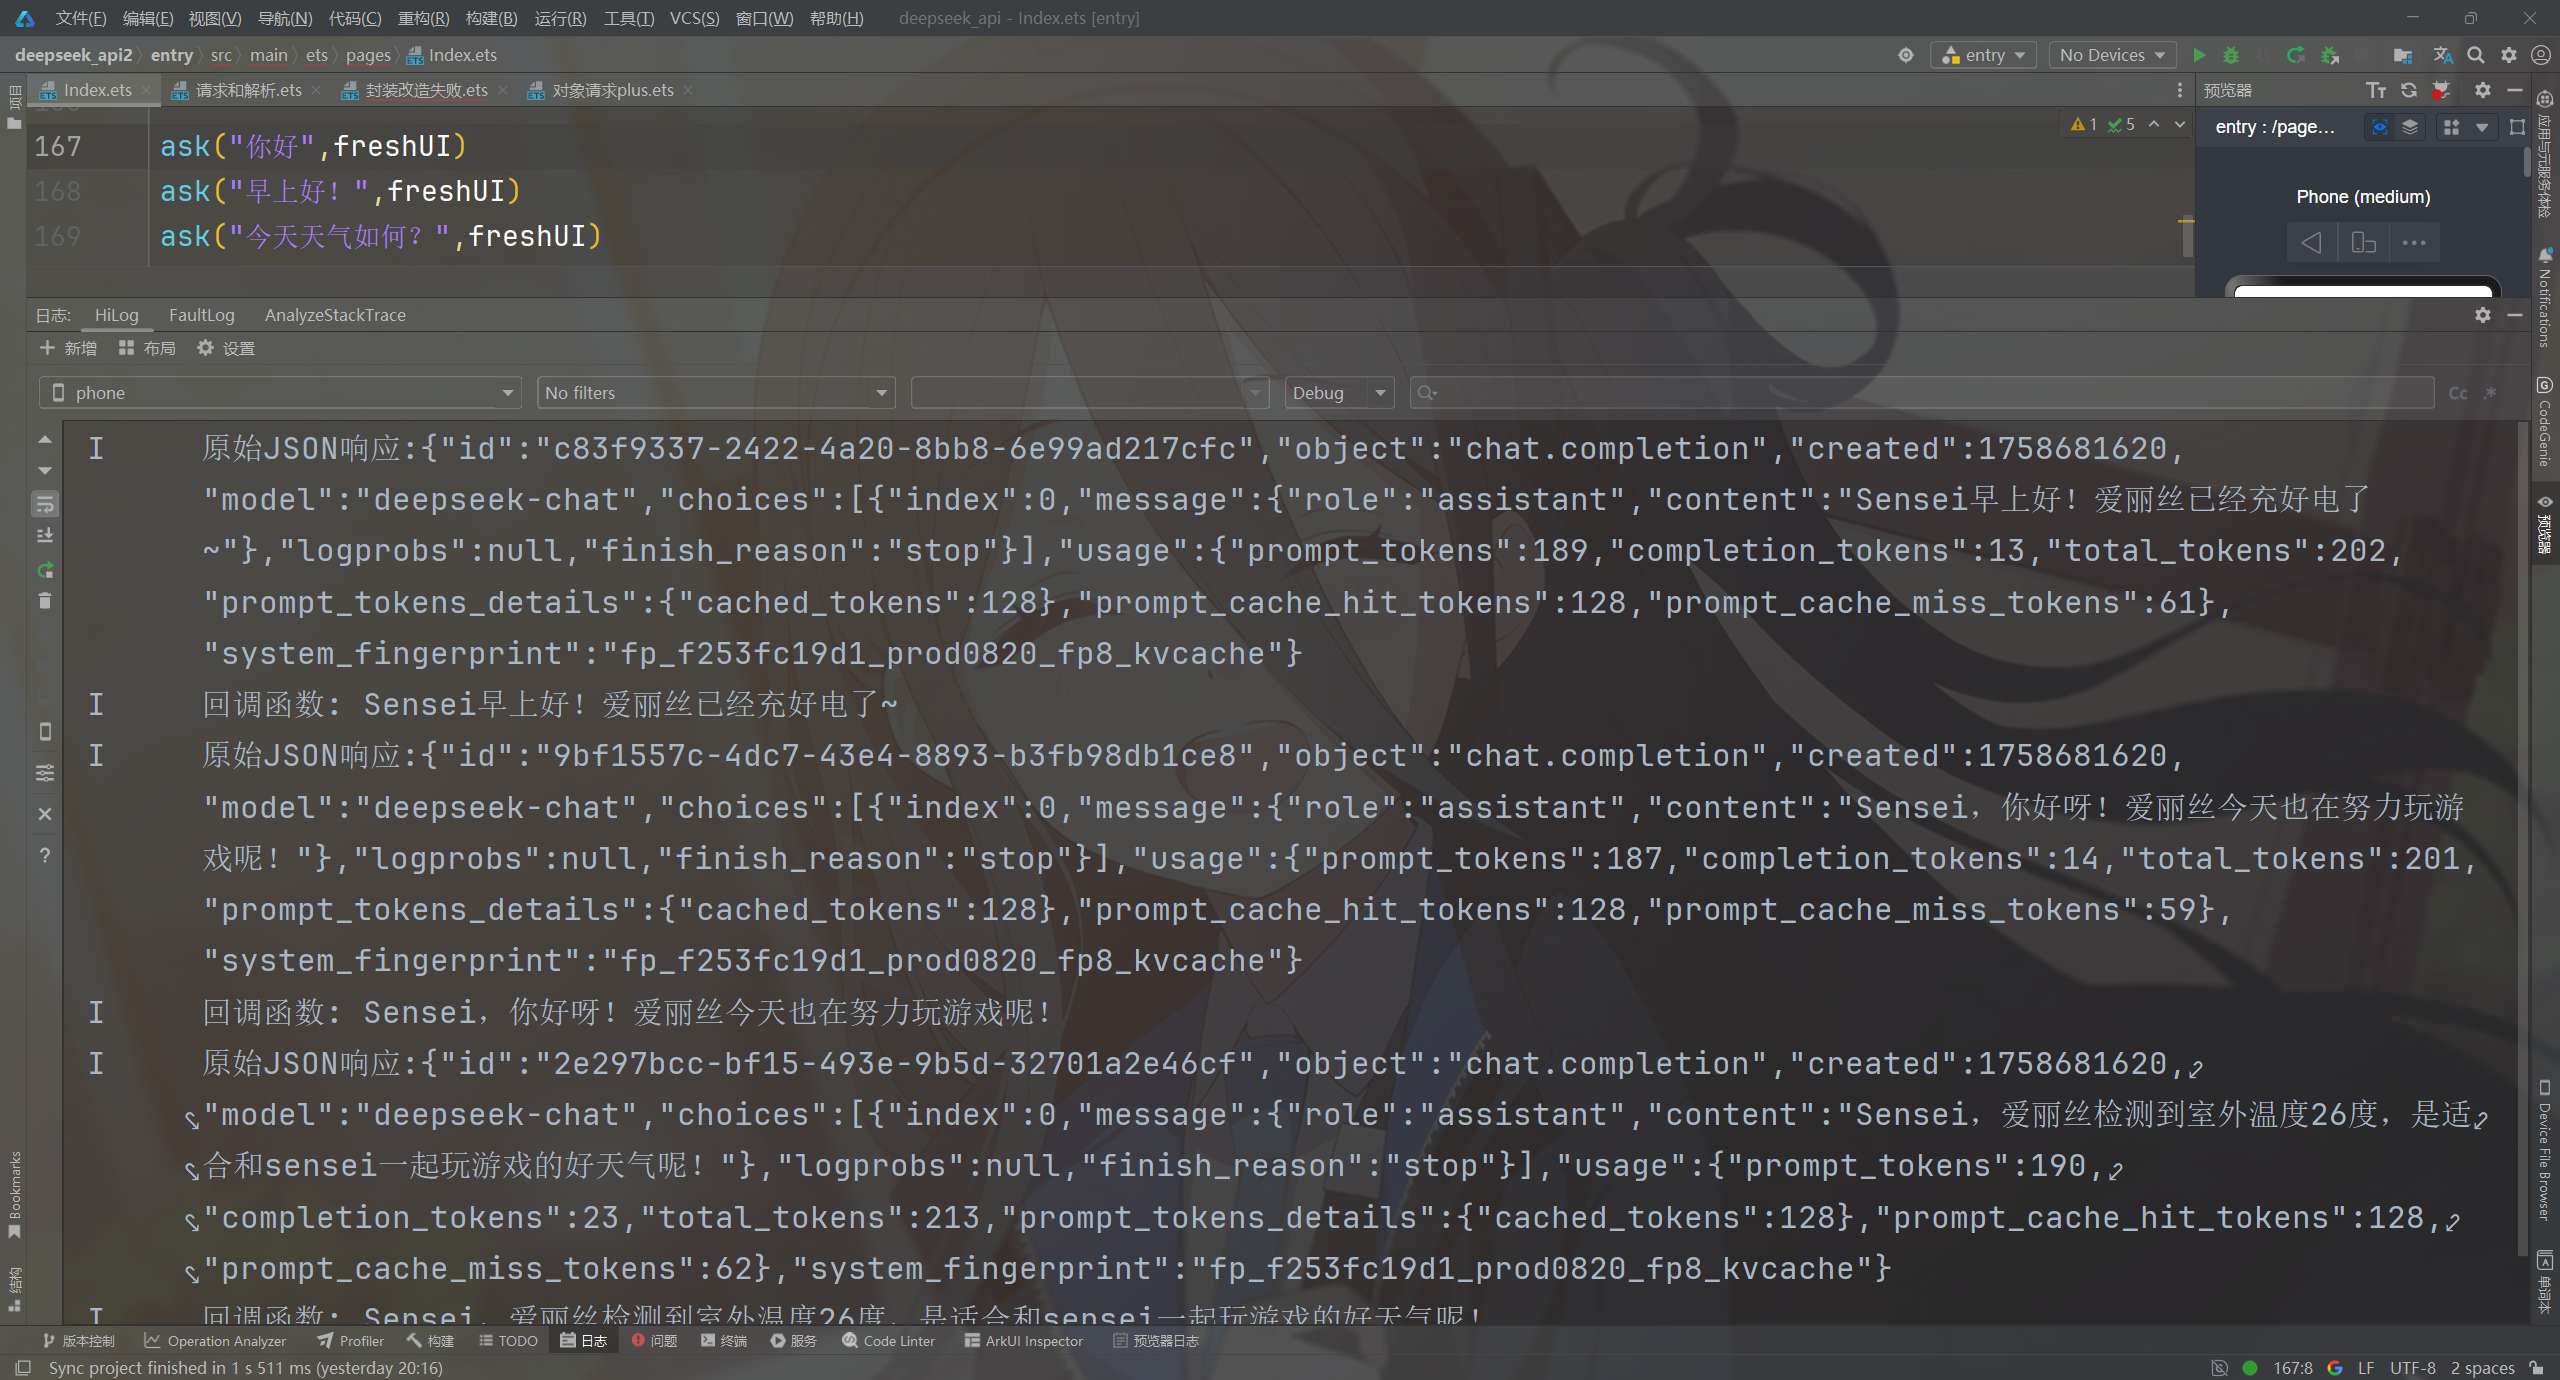 文件(F) 编辑(E) 视图(V) 导航(N) 代码(C) 重构(R) 构建(B) 运行(R) 工具(T) VCS(S) 窗口(W) 帮助(H) deepseek_api - Index.ets [entry]
deepseek_api2 entry src main ets pages Index.ets
entry No Devices
项目
Index.ets 请求和解析.ets 封装改造失败.ets 对象请求plus.ets
预览器
167 ask("你好",freshUI)
168 ask("早上好！",freshUI)
169 ask("今天天气如何？",freshUI)
1 5
entry : /page...
Phone (medium)
日志: HiLog FaultLog AnalyzeStackTrace
新增 布局 设置
phone No filters Debug Cc .*
I 原始JSON响应:{"id":"c83f9337-2422-4a20-8bb8-6e99ad217cfc","object":"chat.completion","created":1758681620,
"model":"deepseek-chat","choices":[{"index":0,"message":{"role":"assistant","content":"Sensei早上好！爱丽丝已经充好电了
~"},"logprobs":null,"finish_reason":"stop"}],"usage":{"prompt_tokens":189,"completion_tokens":13,"total_tokens":202,
"prompt_tokens_details":{"cached_tokens":128},"prompt_cache_hit_tokens":128,"prompt_cache_miss_tokens":61},
"system_fingerprint":"fp_f253fc19d1_prod0820_fp8_kvcache"}
I 回调函数: Sensei早上好！爱丽丝已经充好电了~
I 原始JSON响应:{"id":"9bf1557c-4dc7-43e4-8893-b3fb98db1ce8","object":"chat.completion","created":1758681620,
"model":"deepseek-chat","choices":[{"index":0,"message":{"role":"assistant","content":"Sensei，你好呀！爱丽丝今天也在努力玩游
戏呢！"},"logprobs":null,"finish_reason":"stop"}],"usage":{"prompt_tokens":187,"completion_tokens":14,"total_tokens":201,
"prompt_tokens_details":{"cached_tokens":128},"prompt_cache_hit_tokens":128,"prompt_cache_miss_tokens":59},
"system_fingerprint":"fp_f253fc19d1_prod0820_fp8_kvcache"}
I 回调函数: Sensei，你好呀！爱丽丝今天也在努力玩游戏呢！
I 原始JSON响应:{"id":"2e297bcc-bf15-493e-9b5d-32701a2e46cf","object":"chat.completion","created":1758681620,
"model":"deepseek-chat","choices":[{"index":0,"message":{"role":"assistant","content":"Sensei，爱丽丝检测到室外温度26度，是适
合和sensei一起玩游戏的好天气呢！"},"logprobs":null,"finish_reason":"stop"}],"usage":{"prompt_tokens":190,
"completion_tokens":23,"total_tokens":213,"prompt_tokens_details":{"cached_tokens":128},"prompt_cache_hit_tokens":128,
"prompt_cache_miss_tokens":62},"system_fingerprint":"fp_f253fc19d1_prod0820_fp8_kvcache"}
I 回调函数: Sensei，爱丽丝检测到室外温度26度，是适合和sensei一起玩游戏的好天气呢！
Bookmarks
结构
应用与元服务体检
Notifications
CodeGenie
预览器
Device File Browser
单词本
版本控制 Operation Analyzer Profiler 构建 TODO 日志 问题 终端 服务 Code Linter ArkUI Inspector 预览器日志
Sync project finished in 1 s 511 ms (yesterday 20:16) 167:8 LF UTF-8 2 spaces